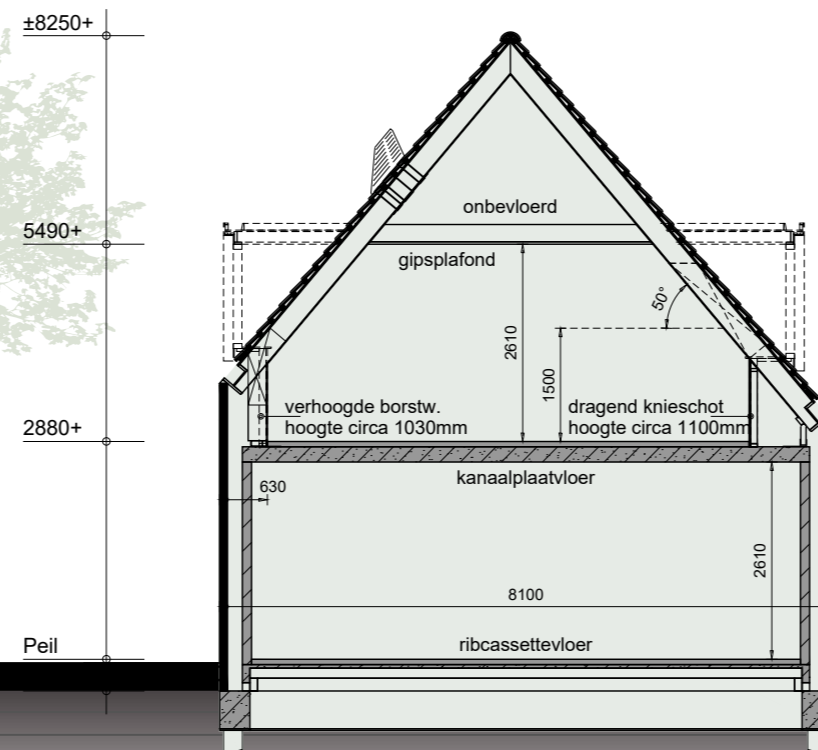 ±8250+
onbevloerd
5490+
gipsplafond
50°
2610
1500
verhoogde borstw.
hoogte circa 1030mm
dragend knieschot
hoogte circa 1100mm
2880+
kanaalplaatvloer
630
2610
8100
Peil
ribcassettevloer